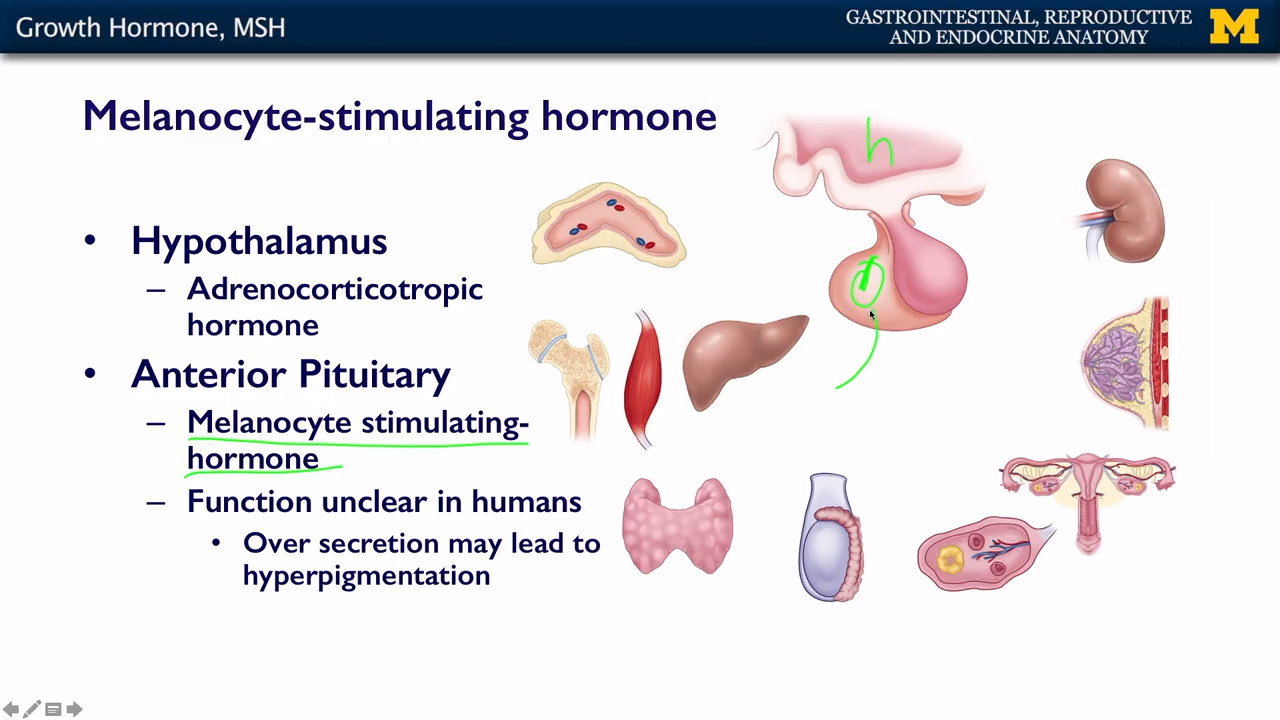 Growth Hormone, MSH
GASTROINTESTINAL, REPRODUCTIVE
AND ENDOCRINE ANATOMY
M
Melanocyte-stimulating hormone
h
• Hypothalamus
– Adrenocorticotropic
hormone
• Anterior Pituitary
– Melanocyte stimulating-
hormone
– Function unclear in humans
• Over secretion may lead to
hyperpigmentation